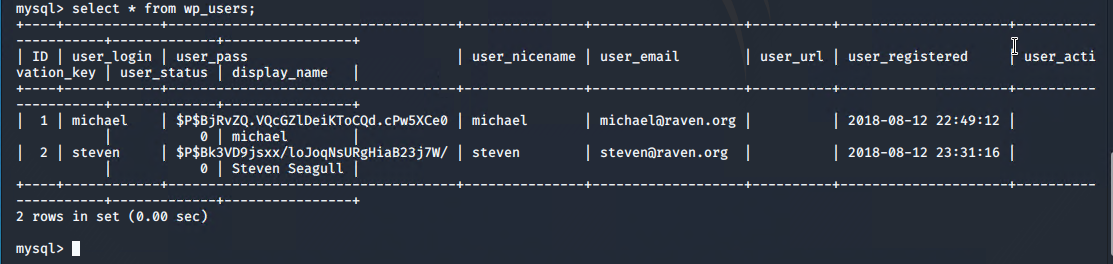 mysql> select * from wp_users;
+----+------------+------------------------------------+---------------+-------------------+----------+---------------------+----------
-----------+-------------+----------------+
| ID | user_login | user_pass                          | user_nicename | user_email        | user_url | user_registered     | user_acti
vation_key | user_status | display_name   |
+----+------------+------------------------------------+---------------+-------------------+----------+---------------------+----------
-----------+-------------+----------------+
|  1 | michael    | $P$BjRvZQ.VQcGZlDeiKToCQd.cPw5XCe0 | michael       | michael@raven.org |          | 2018-08-12 22:49:12 |
           |           0 | michael        |
|  2 | steven     | $P$Bk3VD9jsxx/loJoqNsURgHiaB23j7W/ | steven        | steven@raven.org  |          | 2018-08-12 23:31:16 |
           |           0 | Steven Seagull |
+----+------------+------------------------------------+---------------+-------------------+----------+---------------------+----------
-----------+-------------+----------------+
2 rows in set (0.00 sec)
mysql>